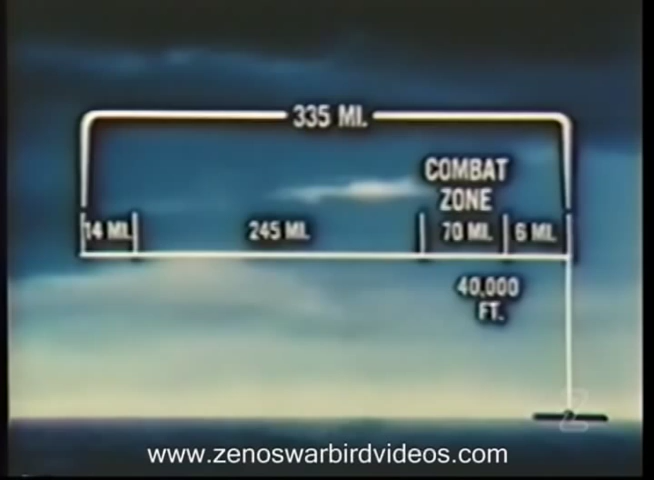 335 MI.
COMBAT
ZONE
14 MI. 245 MI. 70 MI. 6 MI.
40,000
FT.
Z
www.zenoswarbirdvideos.com